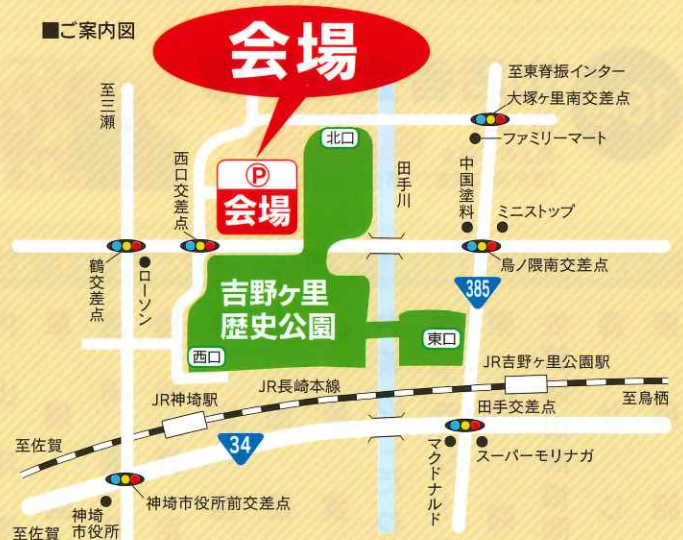 ■ご案内図
会場
至東脊振インター
大塚ヶ里南交差点
ファミリーマート
至三瀬
西口交差点
P
会場
北口
田手川
中国塗料
ミニストップ
鶴交差点
ローソン
吉野ヶ里
歴史公園
鳥ノ隈南交差点
385
西口
東口
JR吉野ヶ里公園駅
JR神埼駅
JR長崎本線
至鳥栖
田手交差点
至佐賀
34
マクドナルド
スーパーモリナガ
神埼市役所前交差点
至佐賀
神埼
市役所